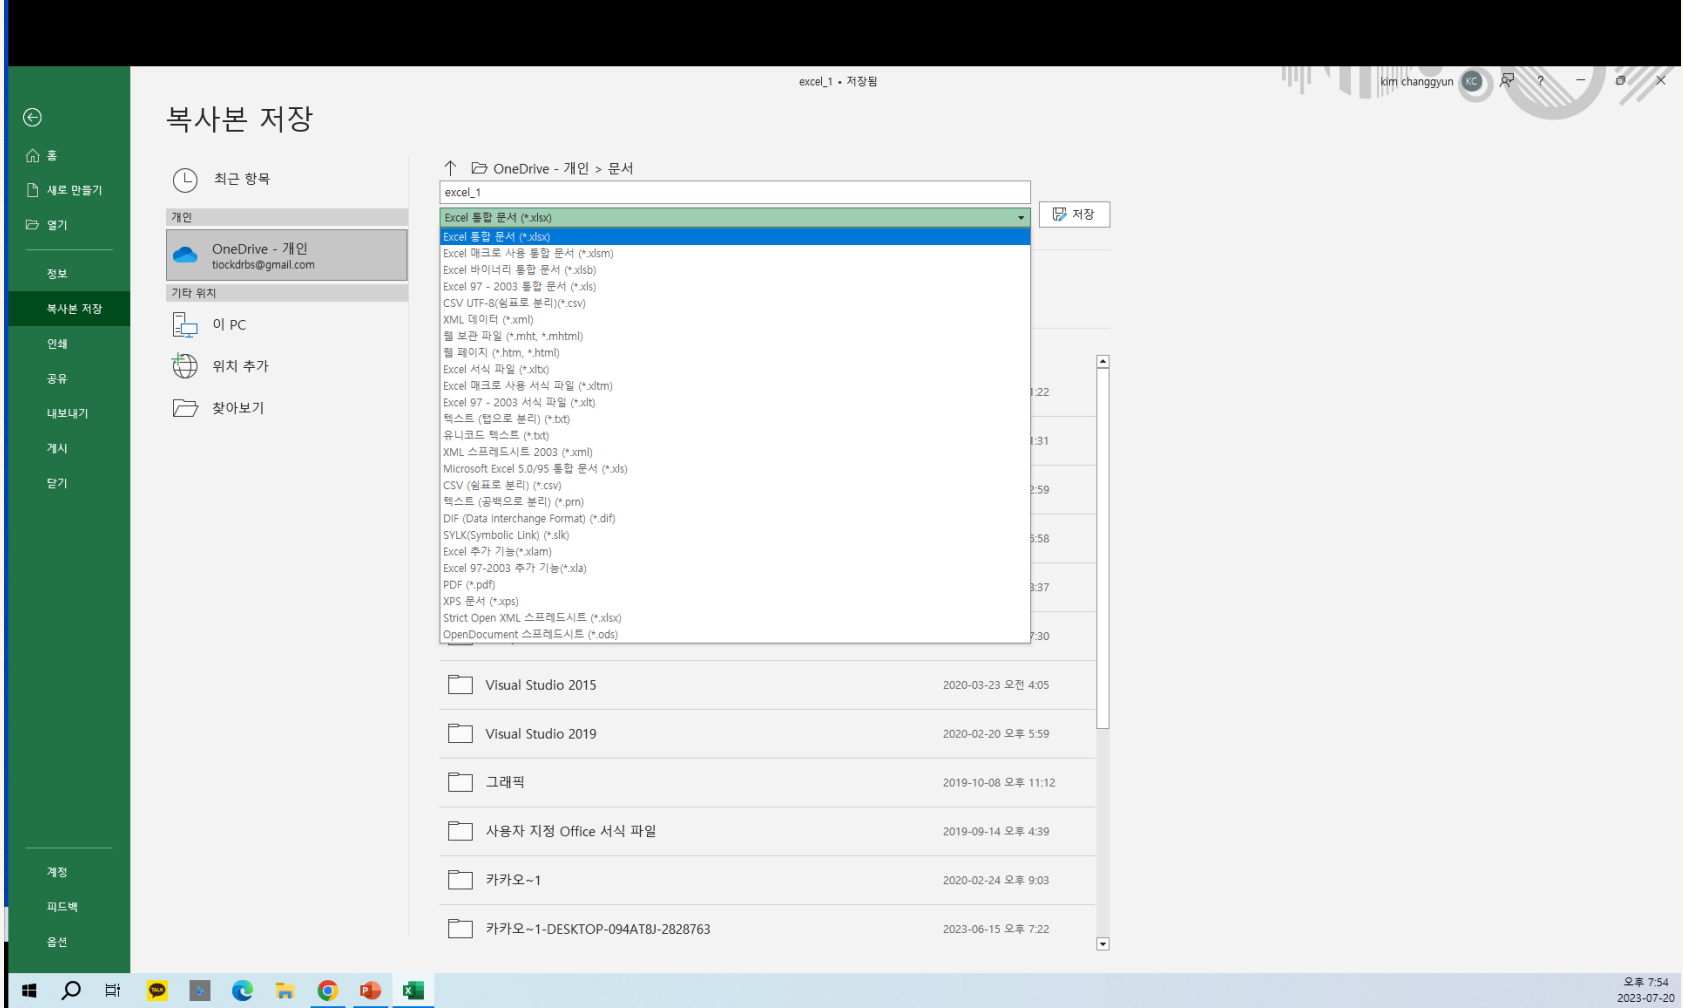 excel_1 • 저장됨
kim changgyun
KC
?
복사본 저장
홈
새로 만들기
열기
정보
복사본 저장
인쇄
공유
내보내기
게시
닫기
계정
피드백
옵션
최근 항목
개인
OneDrive - 개인
tiockdrbs@gmail.com
기타 위치
이 PC
위치 추가
찾아보기
OneDrive - 개인 > 문서
excel_1
Excel 통합 문서 (*.xlsx)
저장
Excel 통합 문서 (*.xlsx)
Excel 매크로 사용 통합 문서 (*.xlsm)
Excel 바이너리 통합 문서 (*.xlsb)
Excel 97 - 2003 통합 문서 (*.xls)
CSV UTF-8(쉼표로 분리)(*.csv)
XML 데이터 (*.xml)
웹 보관 파일 (*.mht, *.mhtml)
웹 페이지 (*.htm, *.html)
Excel 서식 파일 (*.xltx)
Excel 매크로 사용 서식 파일 (*.xltm)
Excel 97 - 2003 서식 파일 (*.xlt)
텍스트 (탭으로 분리) (*.txt)
유니코드 텍스트 (*.txt)
XML 스프레드시트 2003 (*.xml)
Microsoft Excel 5.0/95 통합 문서 (*.xls)
CSV (쉼표로 분리) (*.csv)
텍스트 (공백으로 분리) (*.prn)
DIF (Data Interchange Format) (*.dif)
SYLK(Symbolic Link) (*.slk)
Excel 추가 기능(*.xlam)
Excel 97-2003 추가 기능(*.xla)
PDF (*.pdf)
XPS 문서 (*.xps)
Strict Open XML 스프레드시트 (*.xlsx)
OpenDocument 스프레드시트 (*.ods)
:22
:31
:59
:58
:37
:30
Visual Studio 2015 2020-03-23 오전 4:05
Visual Studio 2019 2020-02-20 오후 5:59
그래픽 2019-10-08 오후 11:12
사용자 지정 Office 서식 파일 2019-09-14 오후 4:39
카카오~1 2020-02-24 오후 9:03
카카오~1-DESKTOP-094AT8J-2828763 2023-06-15 오후 7:22
TALK
오후 7:54
2023-07-20